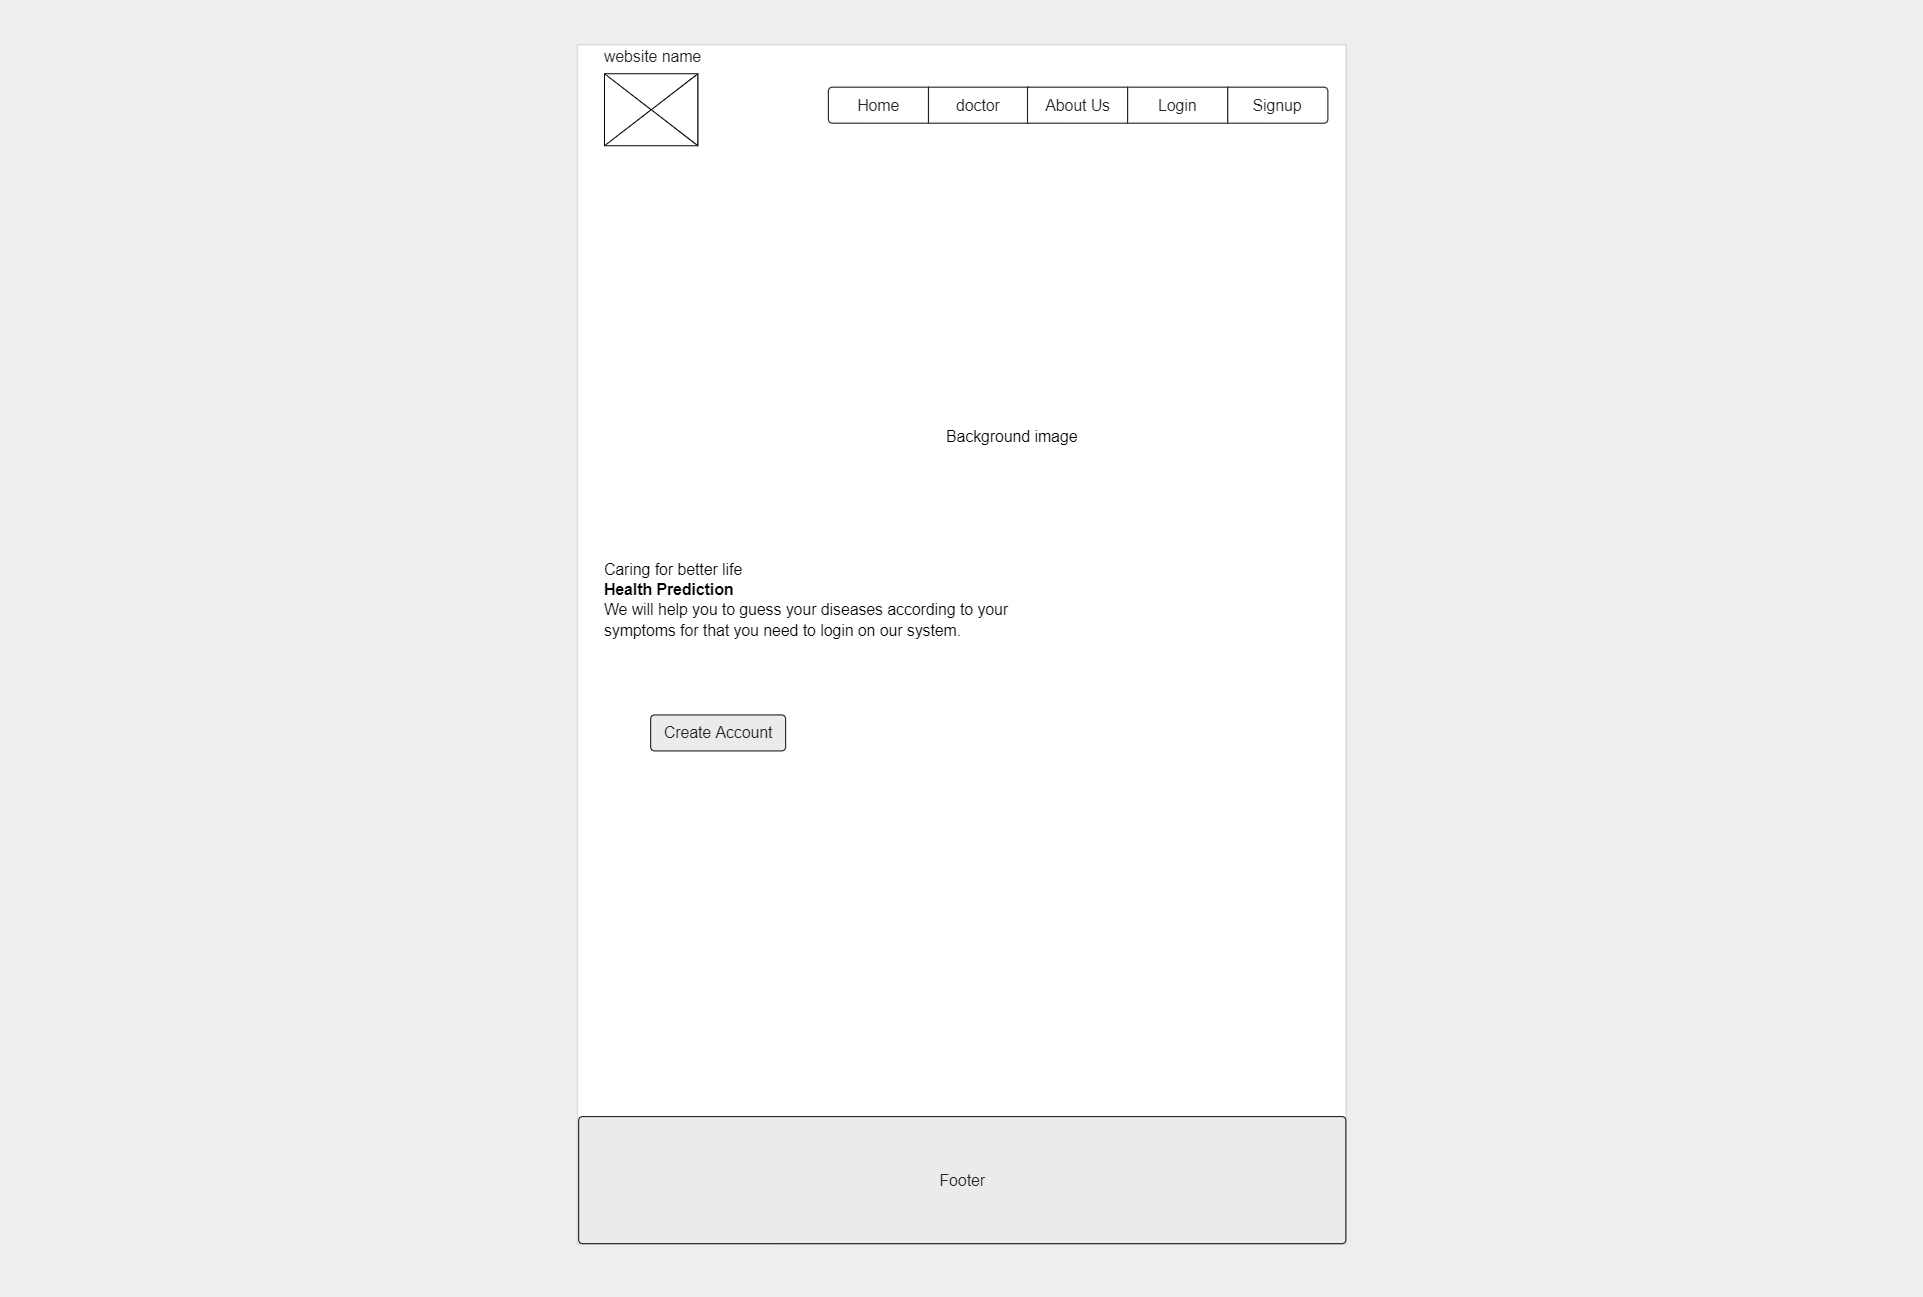 website name
Home
doctor
About Us
Login
Signup
Background image
Caring for better life
Health Prediction
We will help you to guess your diseases according to your
symptoms for that you need to login on our system.
Create Account
Footer